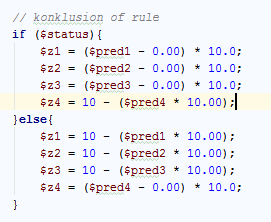 // konklusion of rule
if ($status){
$z1 = ($pred1 - 0.00) * 10.0;
$z2 = ($pred2 - 0.00) * 10.0;
$z3 = ($pred3 - 0.00) * 10.0;
$z4 = 10 - ($pred4 * 10.00);
}else{
$z1 = 10 - ($pred1 * 10.00);
$z2 = 10 - ($pred2 * 10.00);
$z3 = 10 - ($pred3 * 10.00);
$z4 = ($pred4 - 0.00) * 10.0;
}